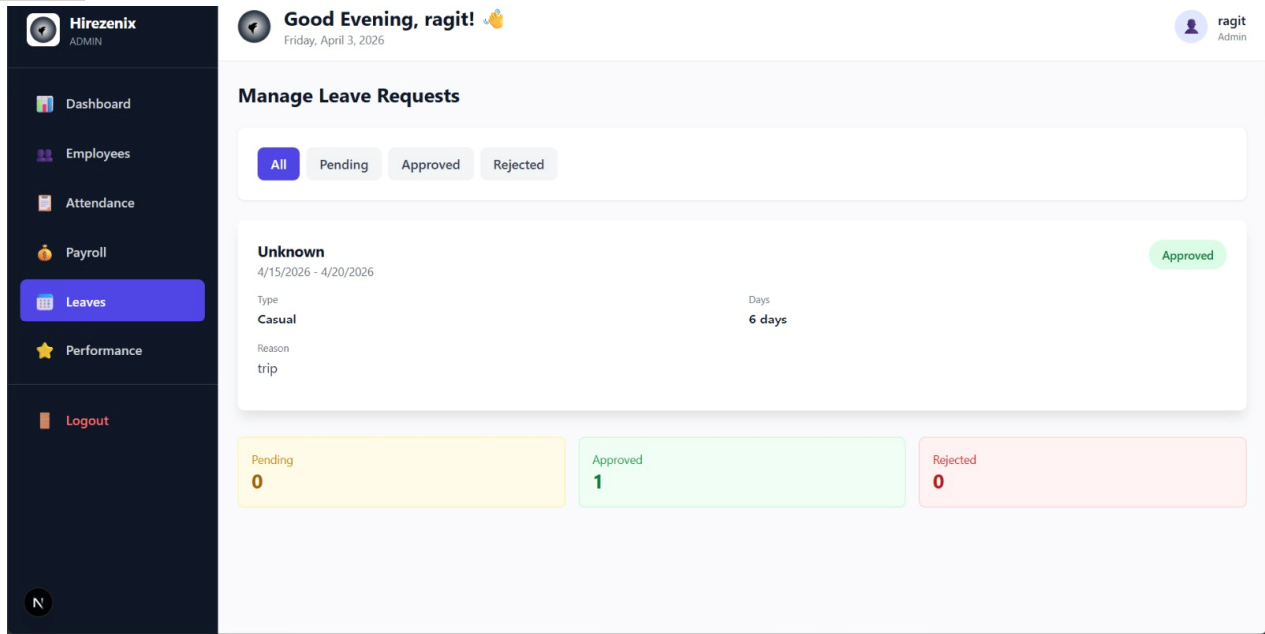 Hirezenix
ADMIN
Dashboard
Employees
Attendance
Payroll
Leaves
Performance
Logout
N
Good Evening, ragit! 👋
Friday, April 3, 2026
ragit
Admin
Manage Leave Requests
All Pending Approved Rejected
Unknown
Approved
4/15/2026 - 4/20/2026
Type Days
Casual 6 days
Reason
trip
Pending
0
Approved
1
Rejected
0